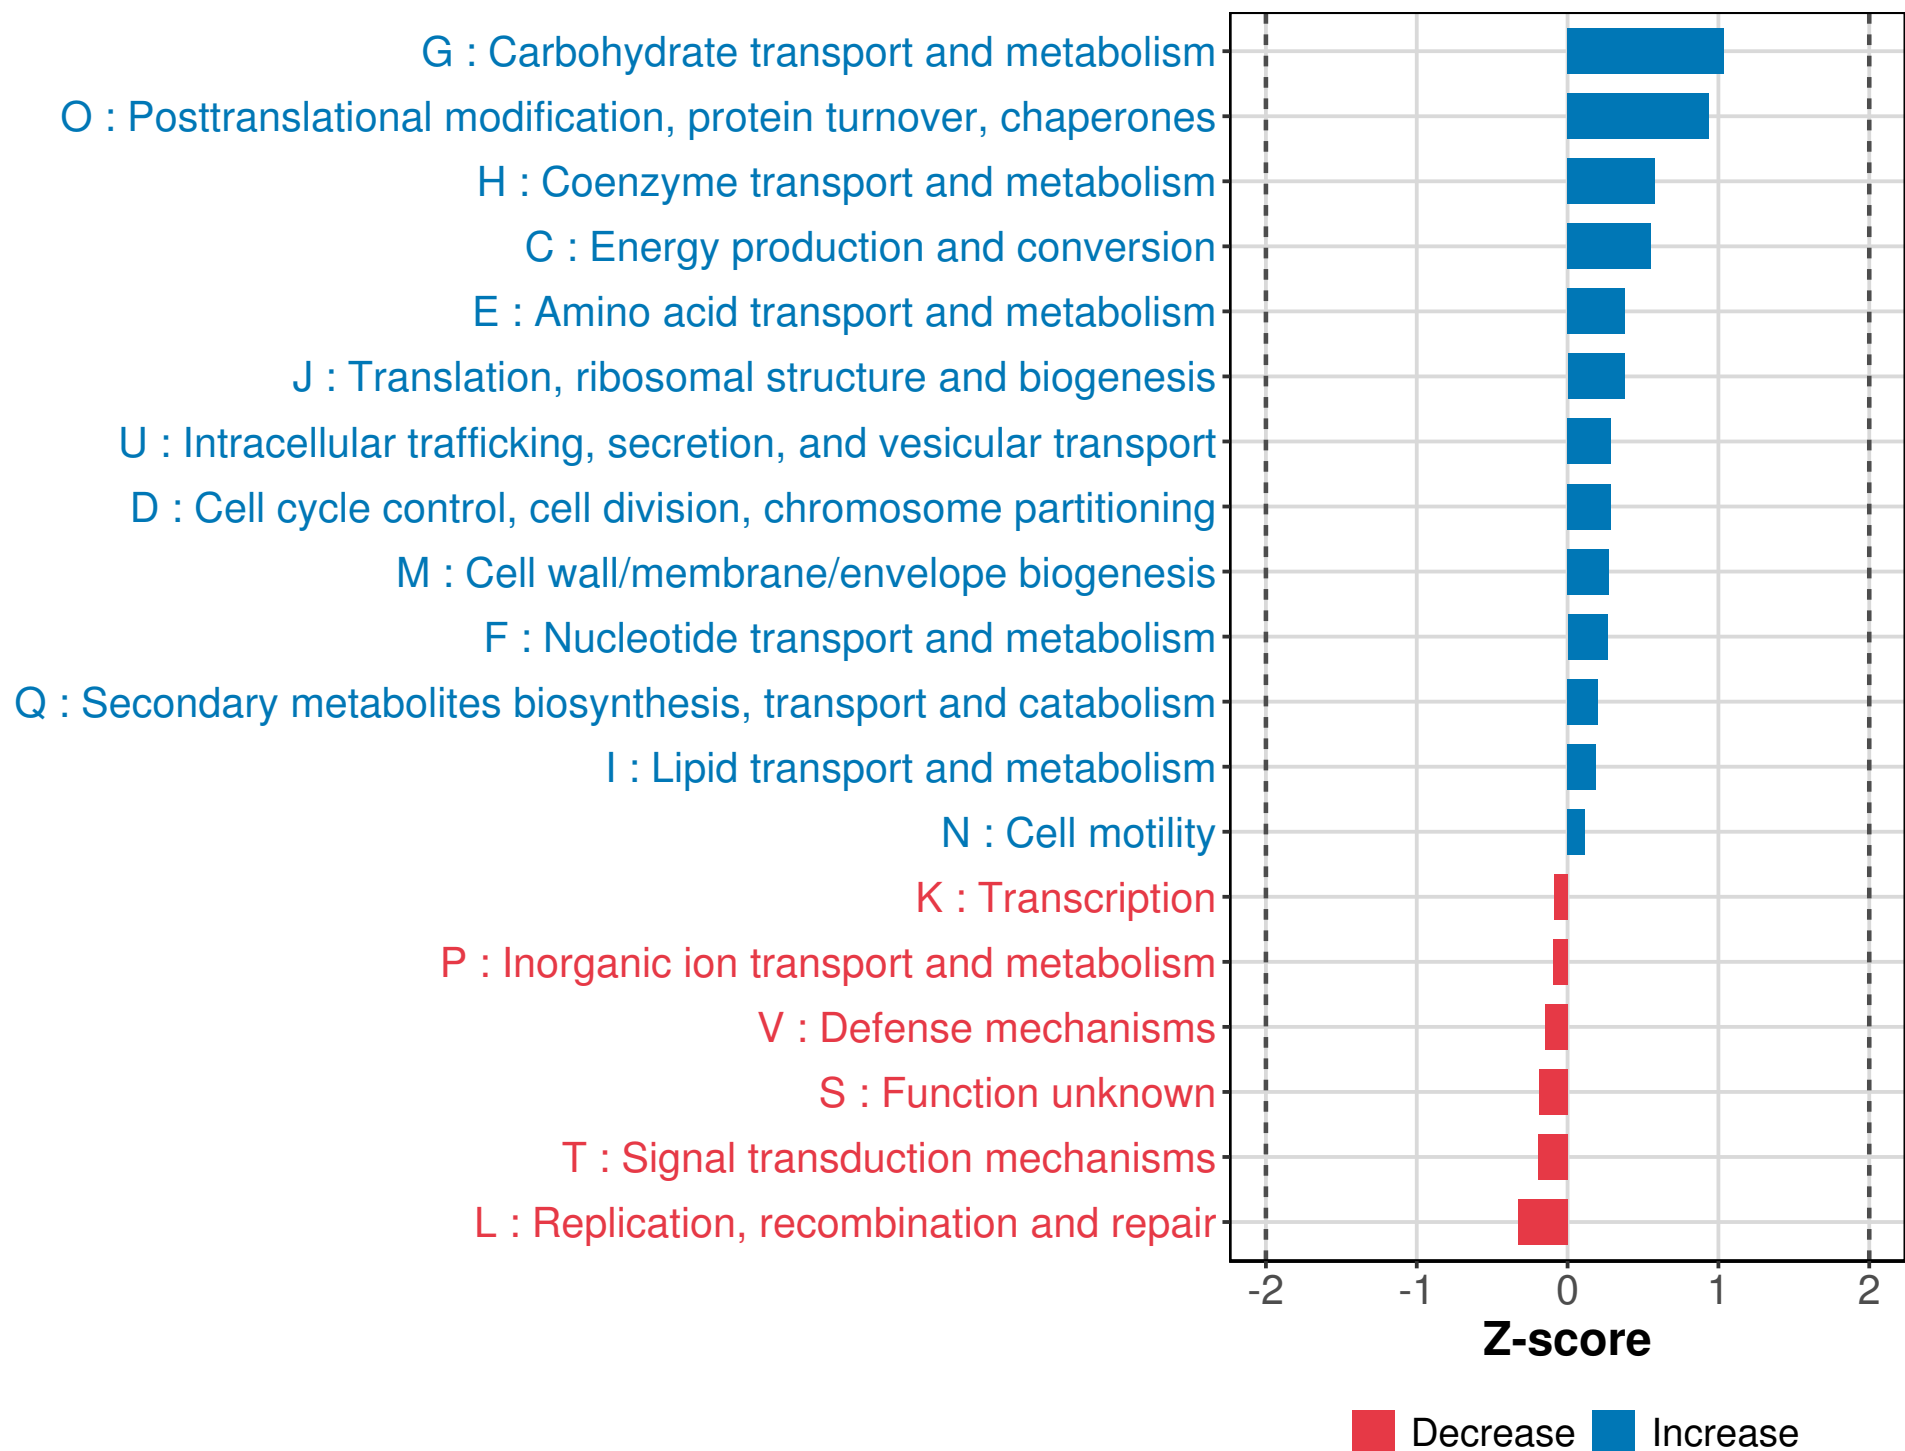 G : Carbohydrate transport and metabolism
O : Posttranslational modification, protein turnover, chaperones
H : Coenzyme transport and metabolism
C : Energy production and conversion
E : Amino acid transport and metabolism
J : Translation, ribosomal structure and biogenesis
U : Intracellular trafficking, secretion, and vesicular transport
D : Cell cycle control, cell division, chromosome partitioning
M : Cell wall/membrane/envelope biogenesis
F : Nucleotide transport and metabolism
Q : Secondary metabolites biosynthesis, transport and catabolism
I : Lipid transport and metabolism
N : Cell motility
K : Transcription
P : Inorganic ion transport and metabolism
V : Defense mechanisms
S : Function unknown
T : Signal transduction mechanisms
L : Replication, recombination and repair
-2 -1 0 1 2
Z-score
Decrease Increase